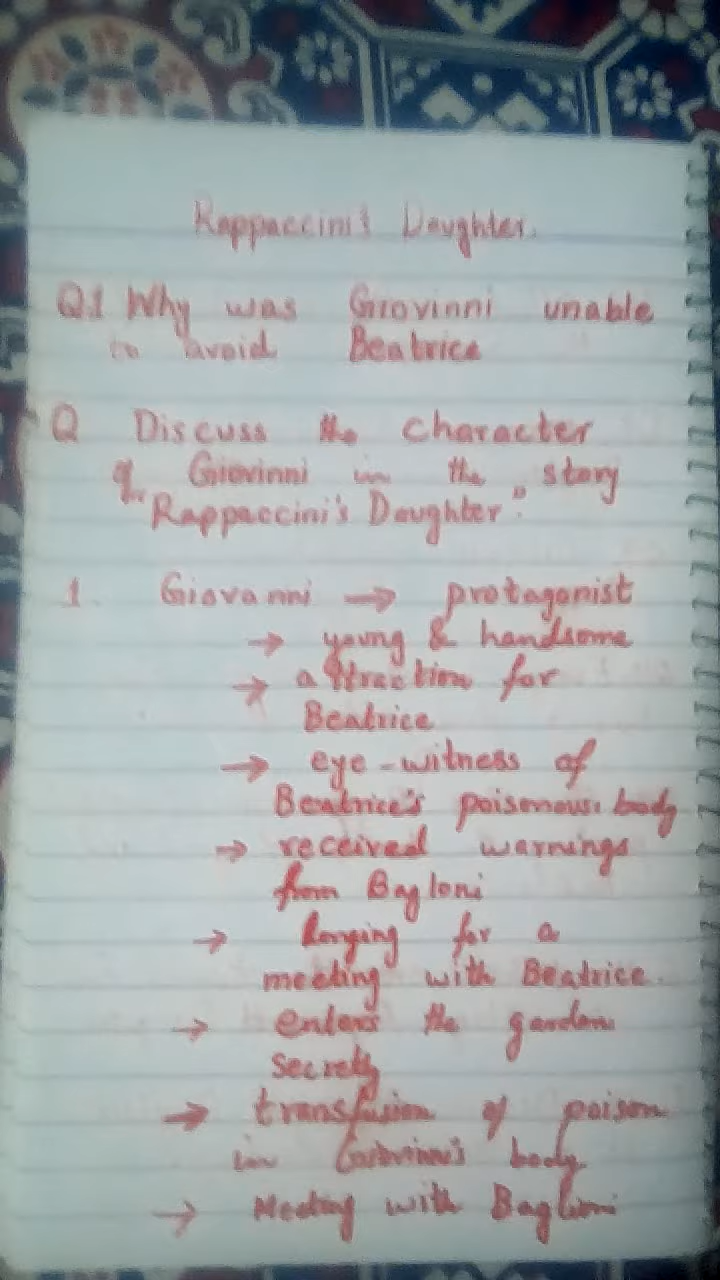 Rappaccini's Daughter.
Q1 Why was Giovinni unable
to avoid Beatrice
Q Discuss the character
of Giovinni in the story
"Rappaccini's Daughter".
1. Giovanni → protagonist
→ young & handsome
→ attraction for
Beatrice
→ eye-witness of
Beatrice's poisonous body
→ received warnings
from Bagloni
→ longing for a
meeting with Beatrice.
→ enters the garden
secretly
→ transfusion of poison
in Giovinni's body
→ Meeting with Baglioni